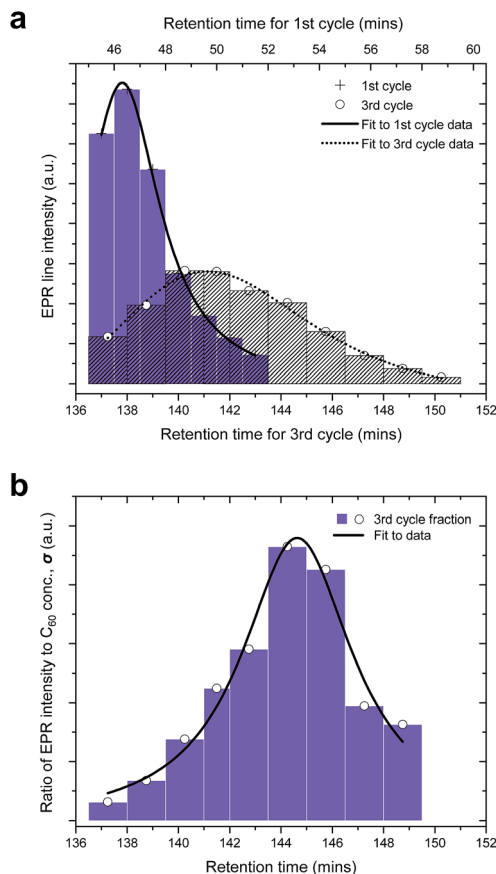 a
Retention time for 1st cycle (mins)
46 48 50 52 54 56 58 60
1st cycle
3rd cycle
Fit to 1st cycle data
Fit to 3rd cycle data
EPR line intensity (a.u.)
136 138 140 142 144 146 148 150 152
Retention time for 3rd cycle (mins)
b
3rd cycle fraction
Fit to data
Ratio of EPR intensity to C₆₀ conc., σ (a.u.)
136 138 140 142 144 146 148 150 152
Retention time (mins)